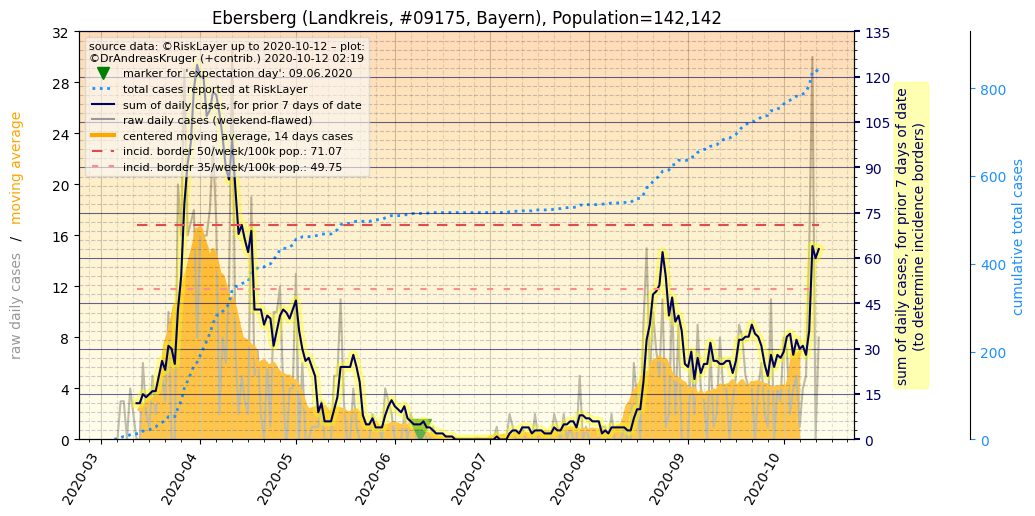 Ebersberg (Landkreis, #09175, Bayern), Population=142,142
source data: ©RiskLayer up to 2020-10-12 – plot:
©DrAndreasKruger (+contrib.) 2020-10-12 02:19
marker for 'expectation day': 09.06.2020
total cases reported at RiskLayer
sum of daily cases, for prior 7 days of date
raw daily cases (weekend-flawed)
centered moving average, 14 days cases
incid. border 50/week/100k pop.: 71.07
incid. border 35/week/100k pop.: 49.75
raw daily cases / moving average
32
28
24
20
16
12
8
4
0
135
120
105
90
75
60
45
30
15
0
sum of daily cases, for prior 7 days of date
(to determine incidence borders)
800
600
400
200
0
cumulative total cases
2020-03
2020-04
2020-05
2020-06
2020-07
2020-08
2020-09
2020-10